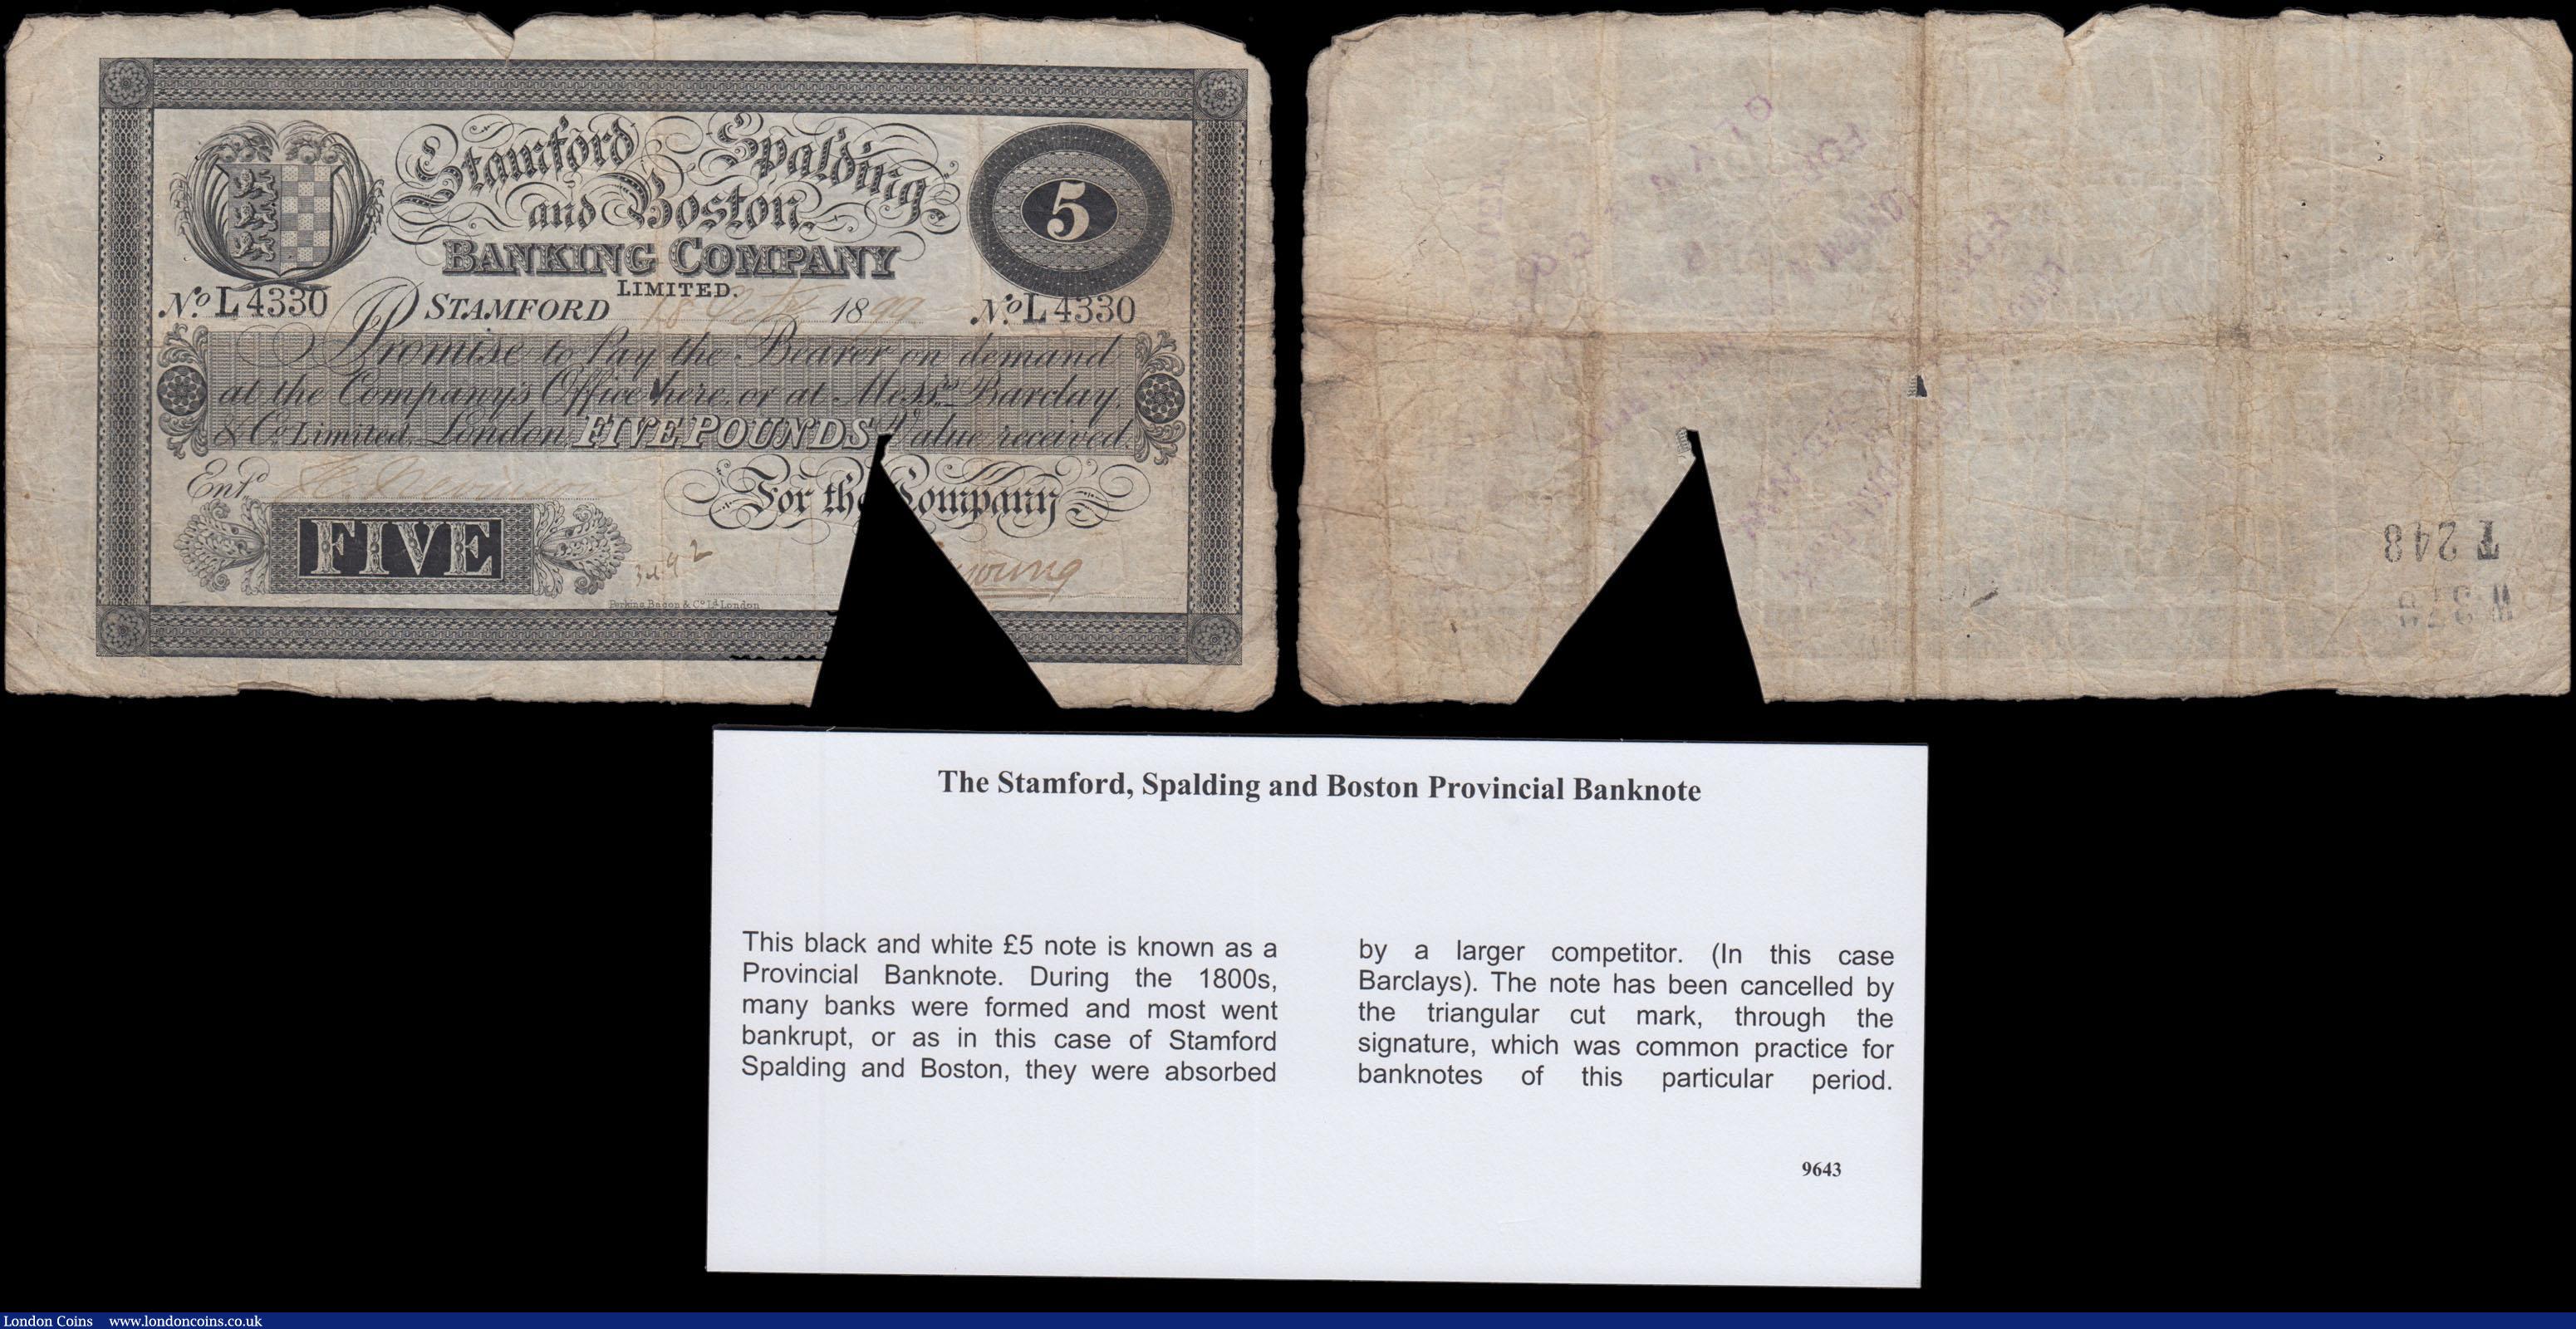 Stamford Spalding
and Boston
BANKING COMPANY
LIMITED.
5
No. L 4330 STAMFORD 18 Octr 1899 No. L 4330
I Promise to Pay the Bearer on demand
at the Company's Office here, or at Messrs. Barclay,
& Co. Limited, London FIVE POUNDS Value received.
Entd.
For the Company
FIVE
young
Perkins Bacon & Co. Ld. London
T 248
W 378
The Stamford, Spalding and Boston Provincial Banknote
This black and white £5 note is known as a
Provincial Banknote. During the 1800s,
many banks were formed and most went
bankrupt, or as in this case of Stamford
Spalding and Boston, they were absorbed
by a larger competitor. (In this case
Barclays). The note has been cancelled by
the triangular cut mark, through the
signature, which was common practice for
banknotes of this particular period.
9643
London Coins www.londoncoins.co.uk